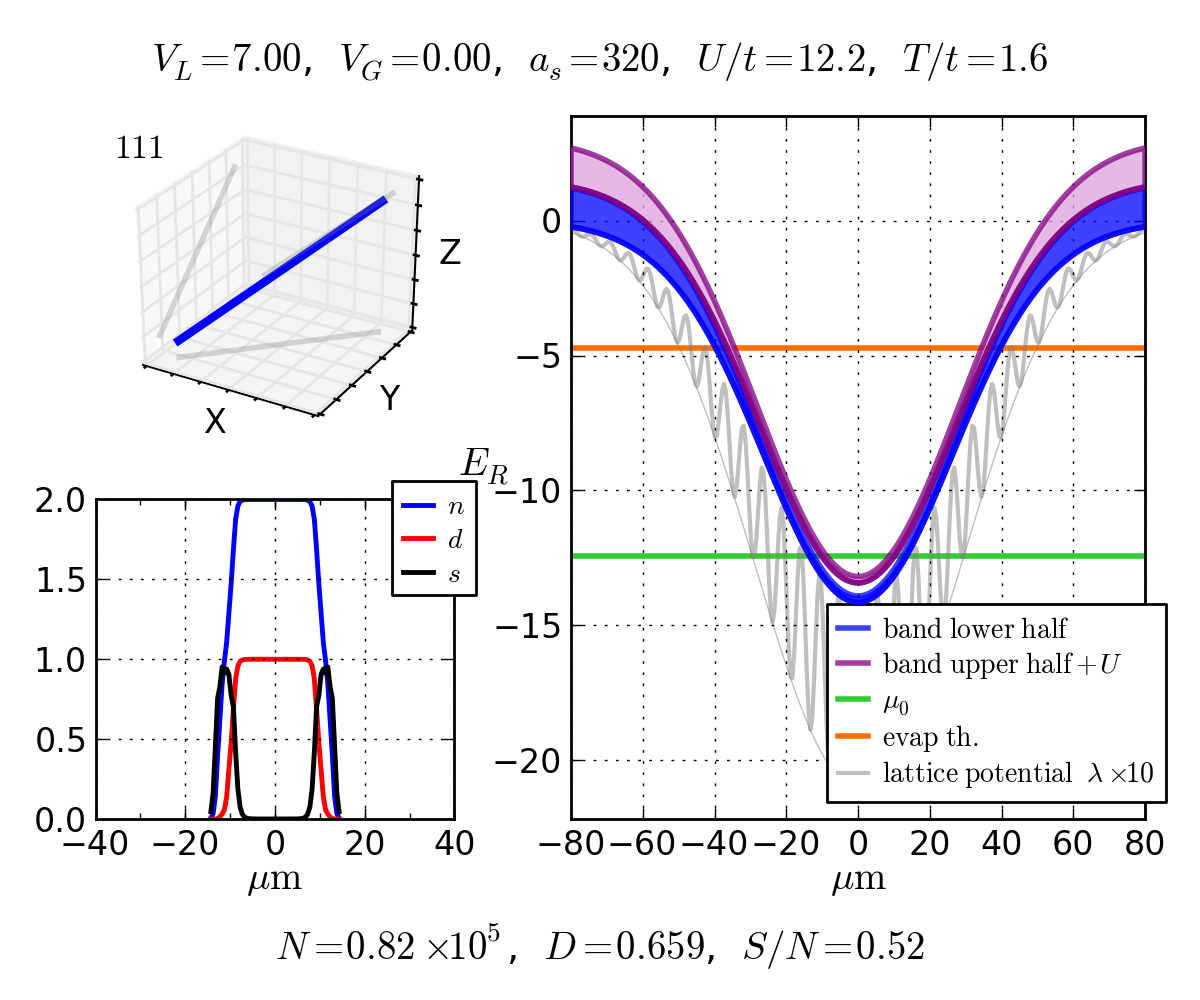 V_L=7.00, V_G=0.00, a_s=320, U/t=12.2, T/t=1.6
111
Z
Y
X
E_R
0
−5
−10
−15
−20
−80 −60 −40 −20 0 20 40 60 80
μm
band lower half
band upper half+U
μ_0
evap th.
lattice potential λ×10
2.0
1.5
1.0
0.5
0.0
−40 −20 0 20 40
μm
n
d
s
N=0.82×10^5, D=0.659, S/N=0.52